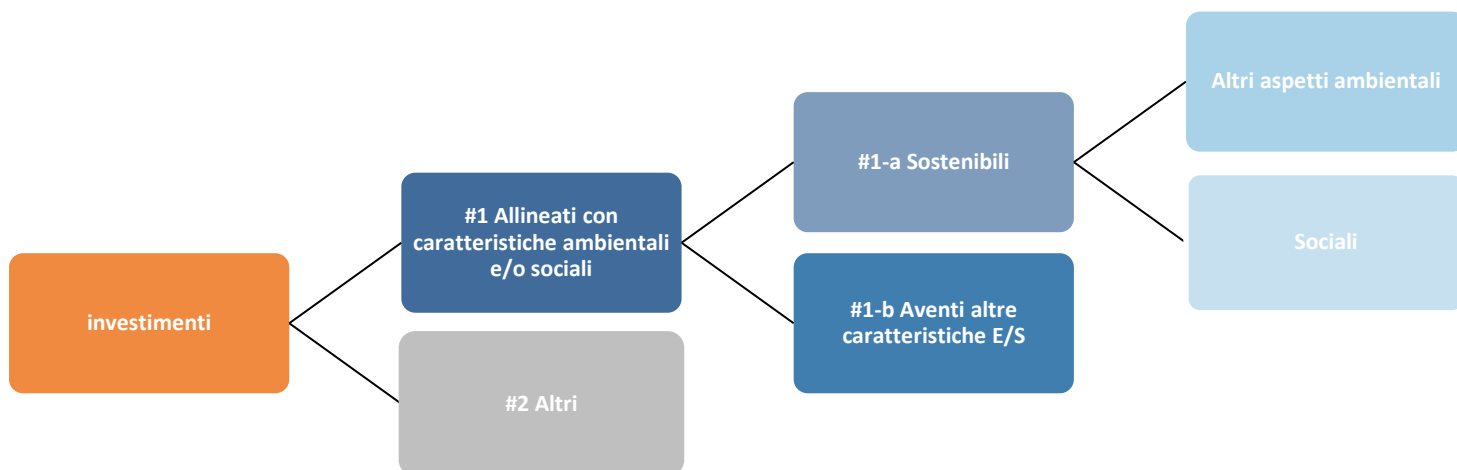 investimenti
#1 Allineati con
caratteristiche ambientali
e/o sociali
#2 Altri
#1-a Sostenibili
#1-b Aventi altre
caratteristiche E/S
Altri aspetti ambientali
Sociali